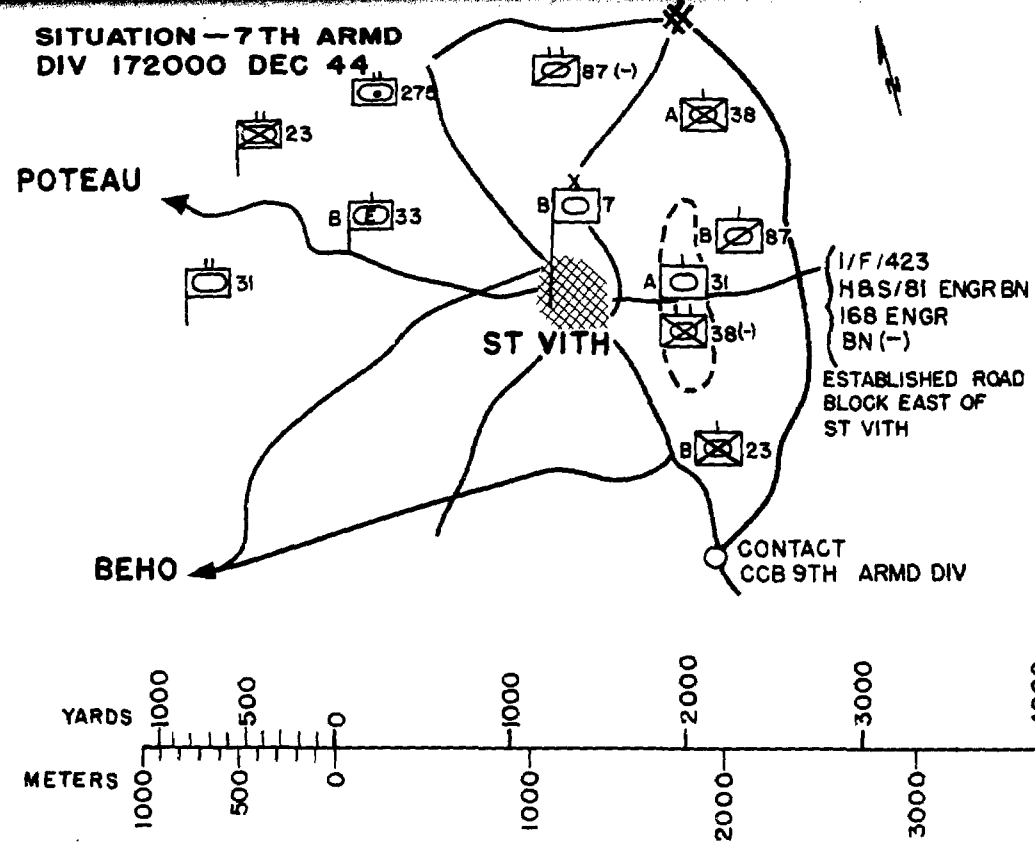 SITUATION — 7TH ARMD
DIV 172000 DEC 44
87(-)
275
A 38
23
POTEAU
B E 33
B X 7
B 87
31
A 31
I/F/423
H&S/81 ENGR BN
168 ENGR
BN (-)
38(-)
ST VITH
ESTABLISHED ROAD
BLOCK EAST OF
ST VITH
B 23
N
BEHO
CONTACT
CCB 9TH ARMD DIV
YARDS 1000 500 0 1000 2000 3000
METERS 1000 500 0 1000 2000 3000